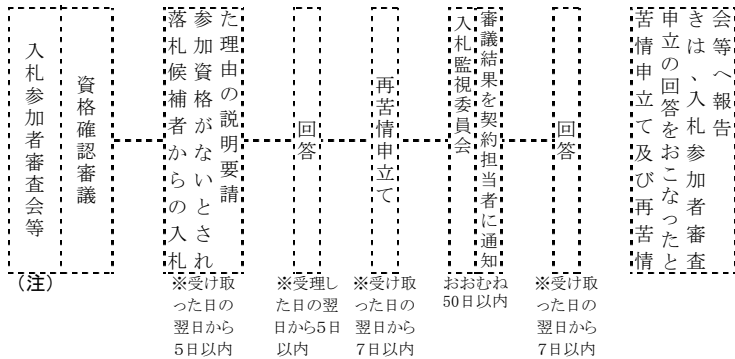 入札参加者審査会等
資格確認審議
落札候補者からの入札
参加資格がないとされ
た理由の説明要請
回答
再苦情申立て
入札監視委員会
審議結果を契約担当者に通知
回答
苦情申立て及び再苦情
申立の回答をおこなったと
きは、入札参加者審査
会等へ報告
(注)
※受け取
った日の
翌日から
5日以内
※受理し
た日の翌
日から5日
以内
※受け取
った日の
翌日から
7日以内
おおむね
50日以内
※受け取
った日の
翌日から
7日以内